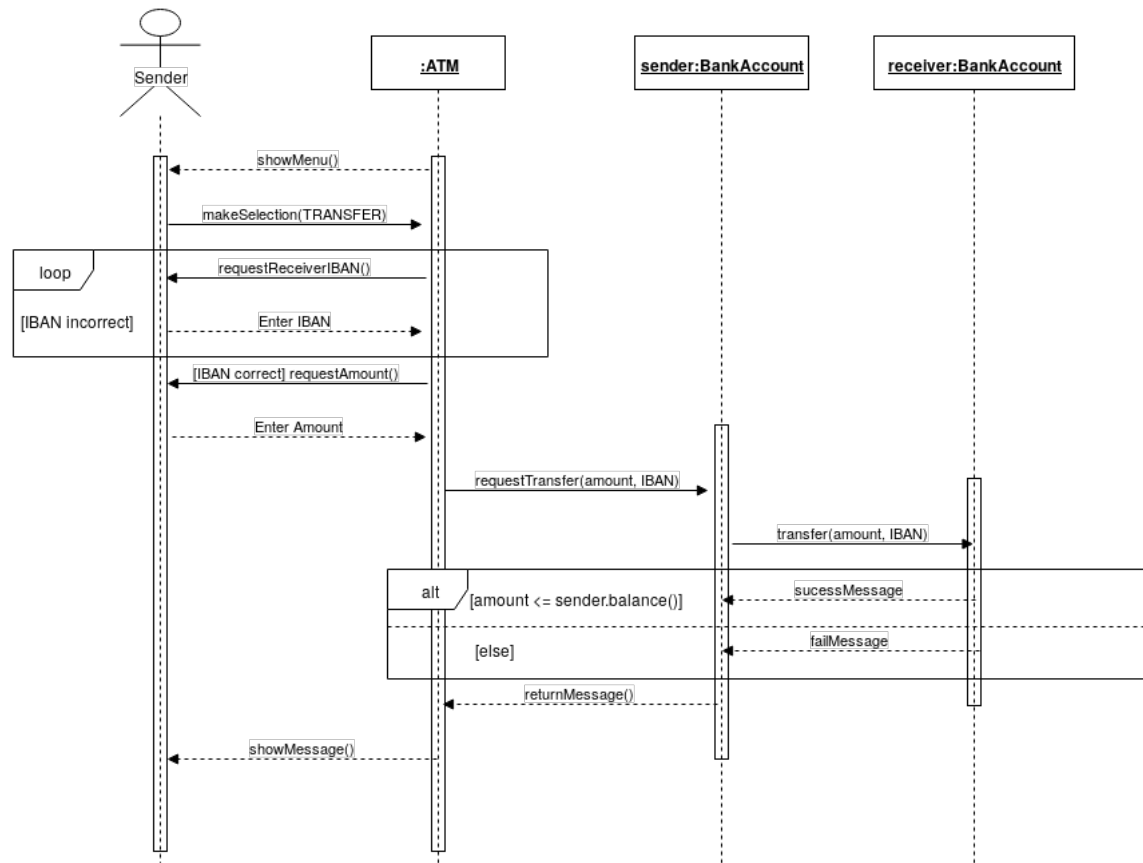 Sender
:ATM
sender:BankAccount
receiver:BankAccount
showMenu()
makeSelection(TRANSFER)
loop
requestReceiverIBAN()
[IBAN incorrect]
Enter IBAN
[IBAN correct] requestAmount()
Enter Amount
requestTransfer(amount, IBAN)
transfer(amount, IBAN)
alt
[amount <= sender.balance()]
sucessMessage
[else]
failMessage
returnMessage()
showMessage()